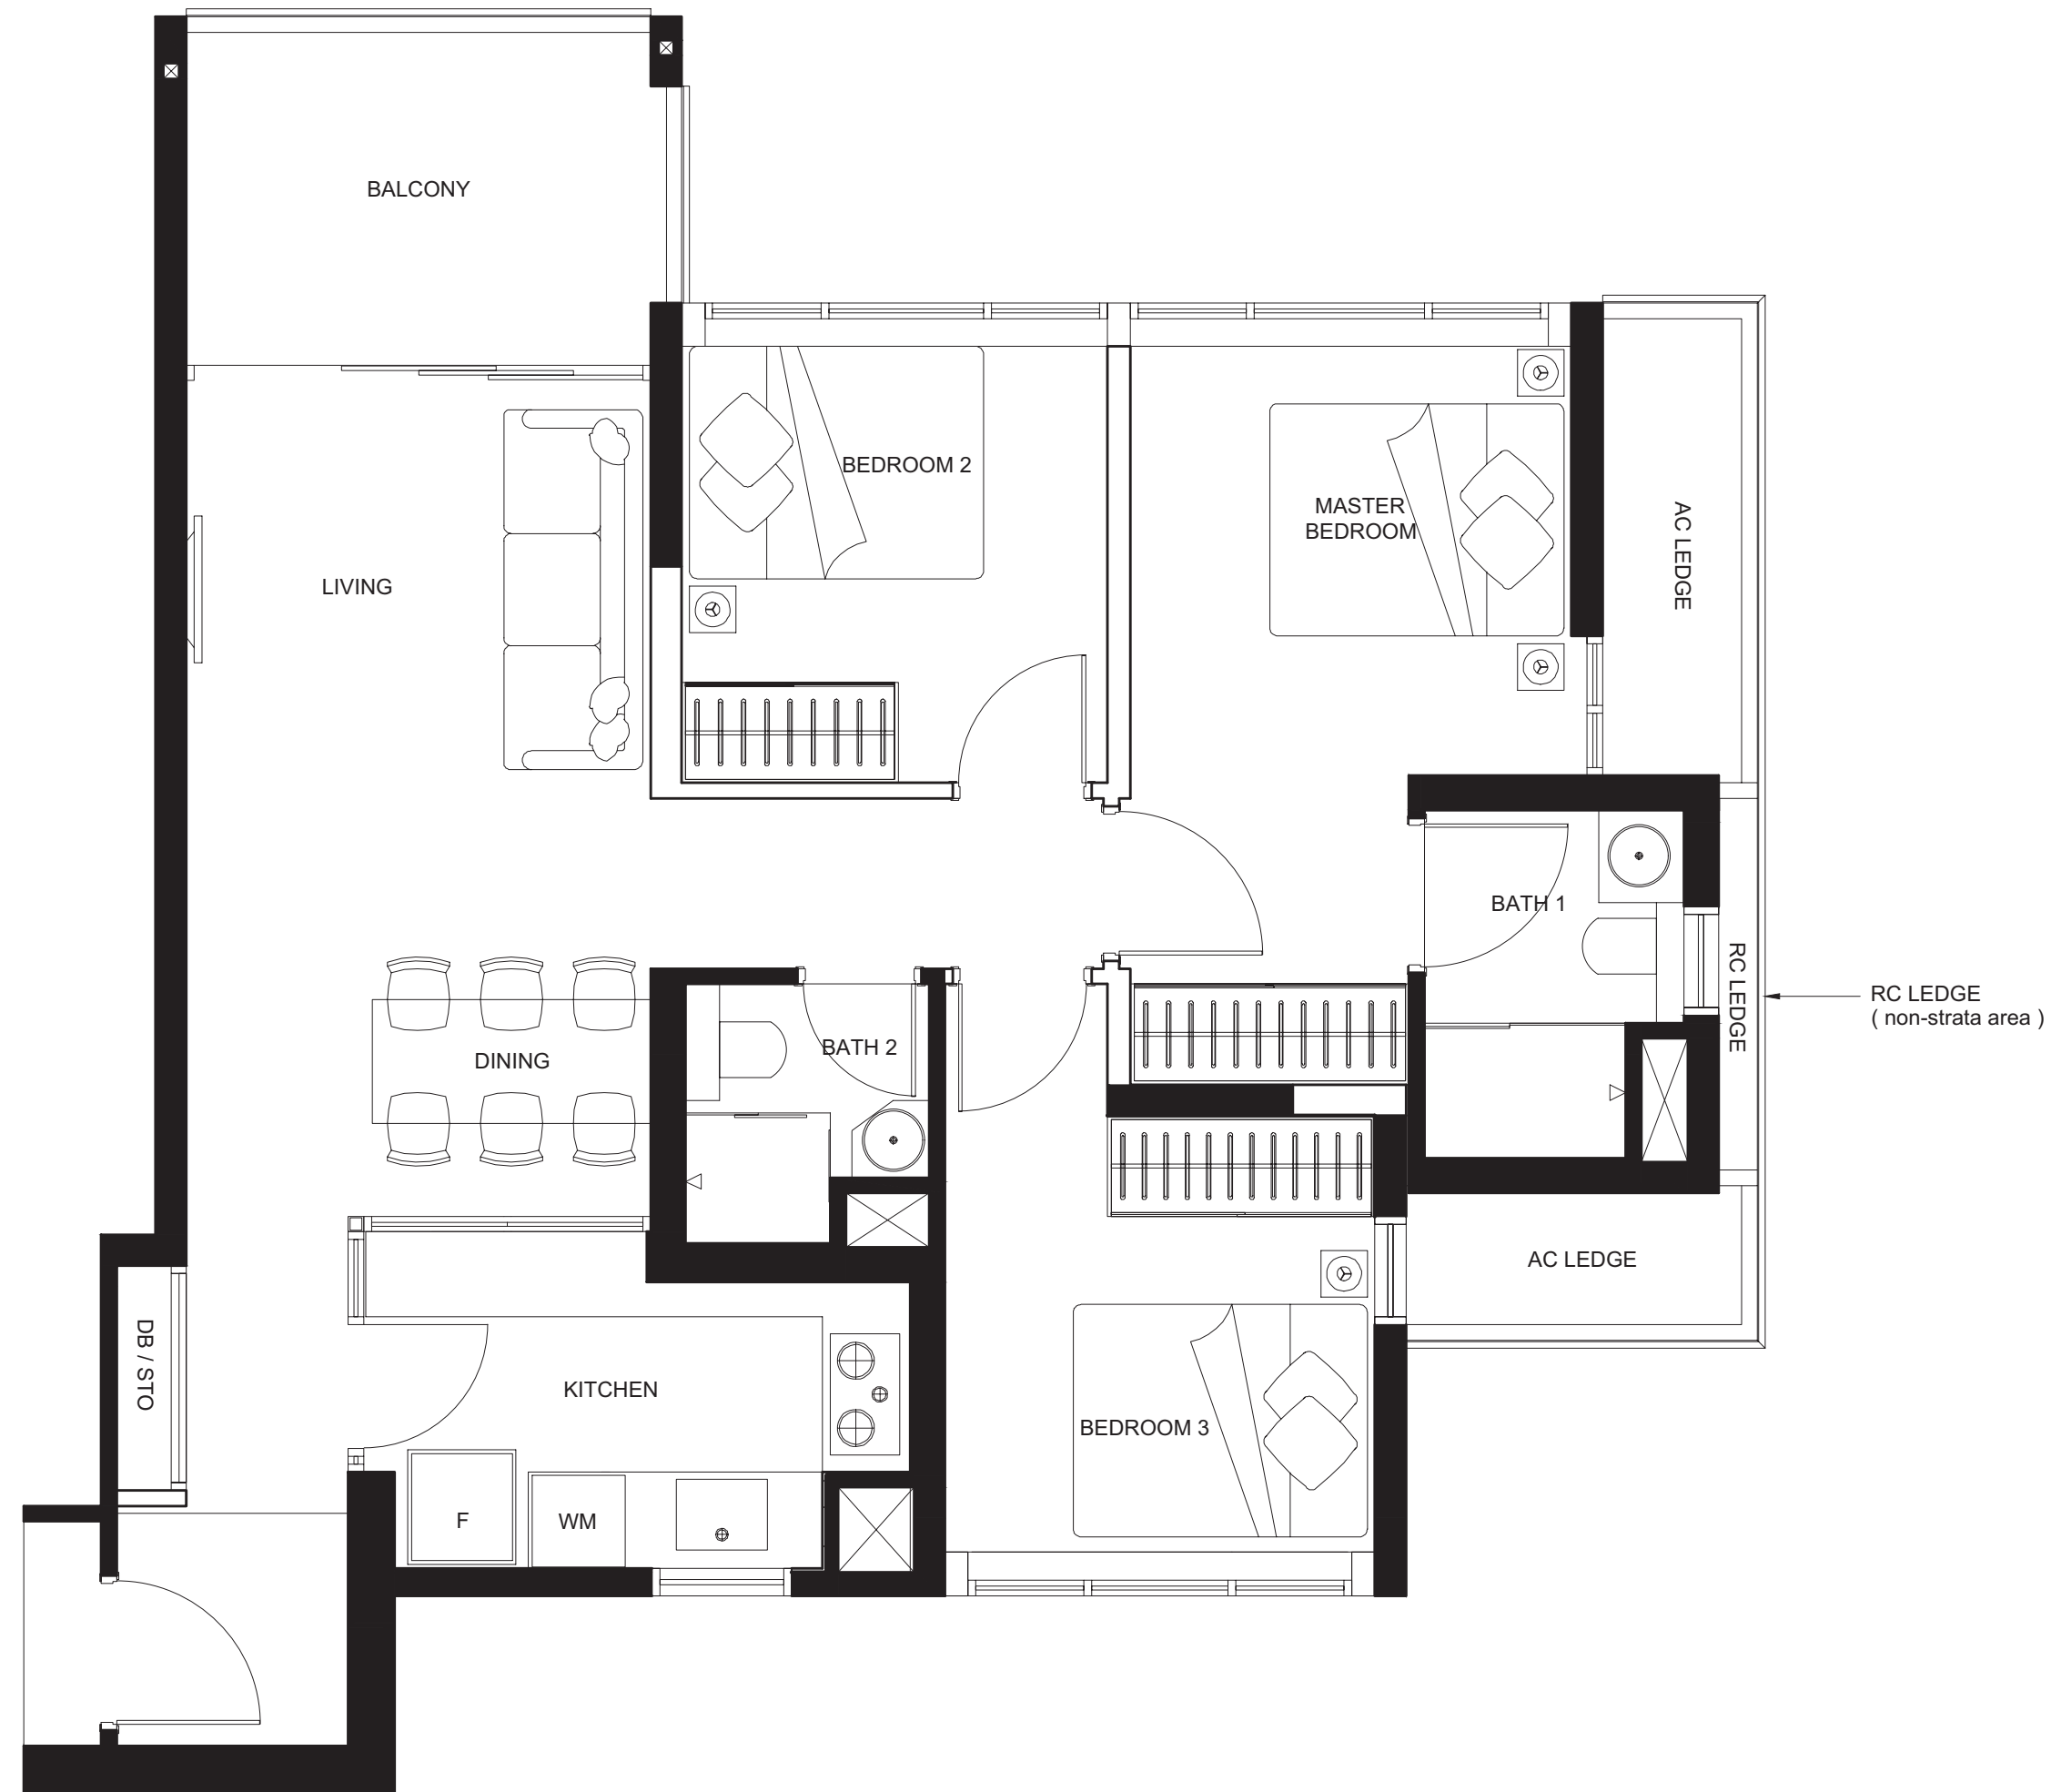 BALCONY
BEDROOM 2
MASTER
BEDROOM
AC LEDGE
LIVING
BATH 1
RC LEDGE
RC LEDGE
( non-strata area )
BATH 2
DINING
AC LEDGE
DB / STO
KITCHEN
BEDROOM 3
F
WM